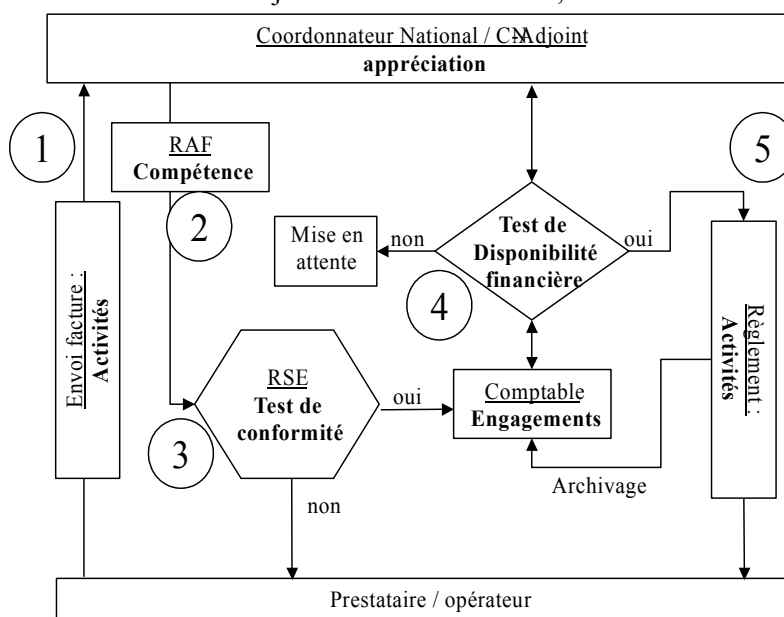 Coordonnateur National / CN-Adjoint
appréciation
1
RAF
Compétence
5
2
Mise en
attente
non
Test de
Disponibilité
financière
oui
4
Envoi facture :
Activités
Règlement :
Activités
RSE
Test de
conformité
oui
Comptable
Engagements
3
Archivage
non
Prestataire / opérateur